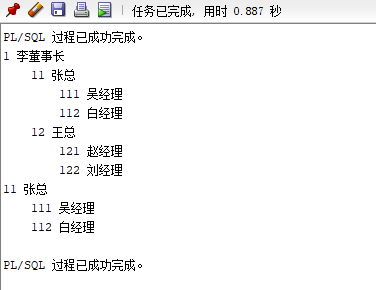 任务已完成, 用时 0.887 秒
PL/SQL 过程已成功完成。
1 李董事长
11 张总
111 吴经理
112 白经理
12 王总
121 赵经理
122 刘经理
11 张总
111 吴经理
112 白经理
PL/SQL 过程已成功完成。